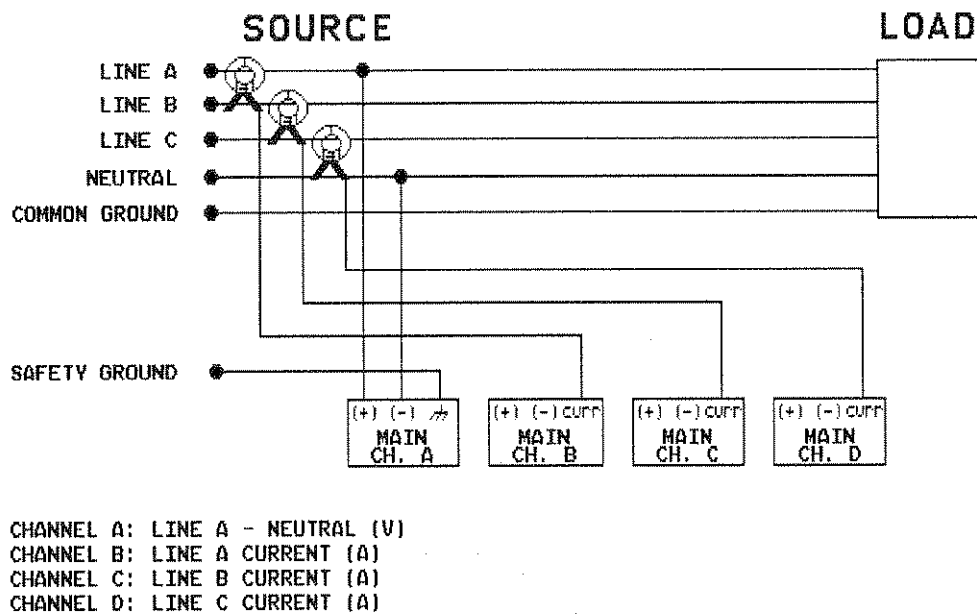 SOURCE LOAD
LINE A
LINE B
LINE C
NEUTRAL
COMMON GROUND
SAFETY GROUND
(+) (-) (+) (-) CURR (+) (-) CURR (+) (-) CURR
MAIN MAIN MAIN MAIN
CH. A CH. B CH. C CH. D
CHANNEL A: LINE A - NEUTRAL (V)
CHANNEL B: LINE A CURRENT (A)
CHANNEL C: LINE B CURRENT (A)
CHANNEL D: LINE C CURRENT (A)